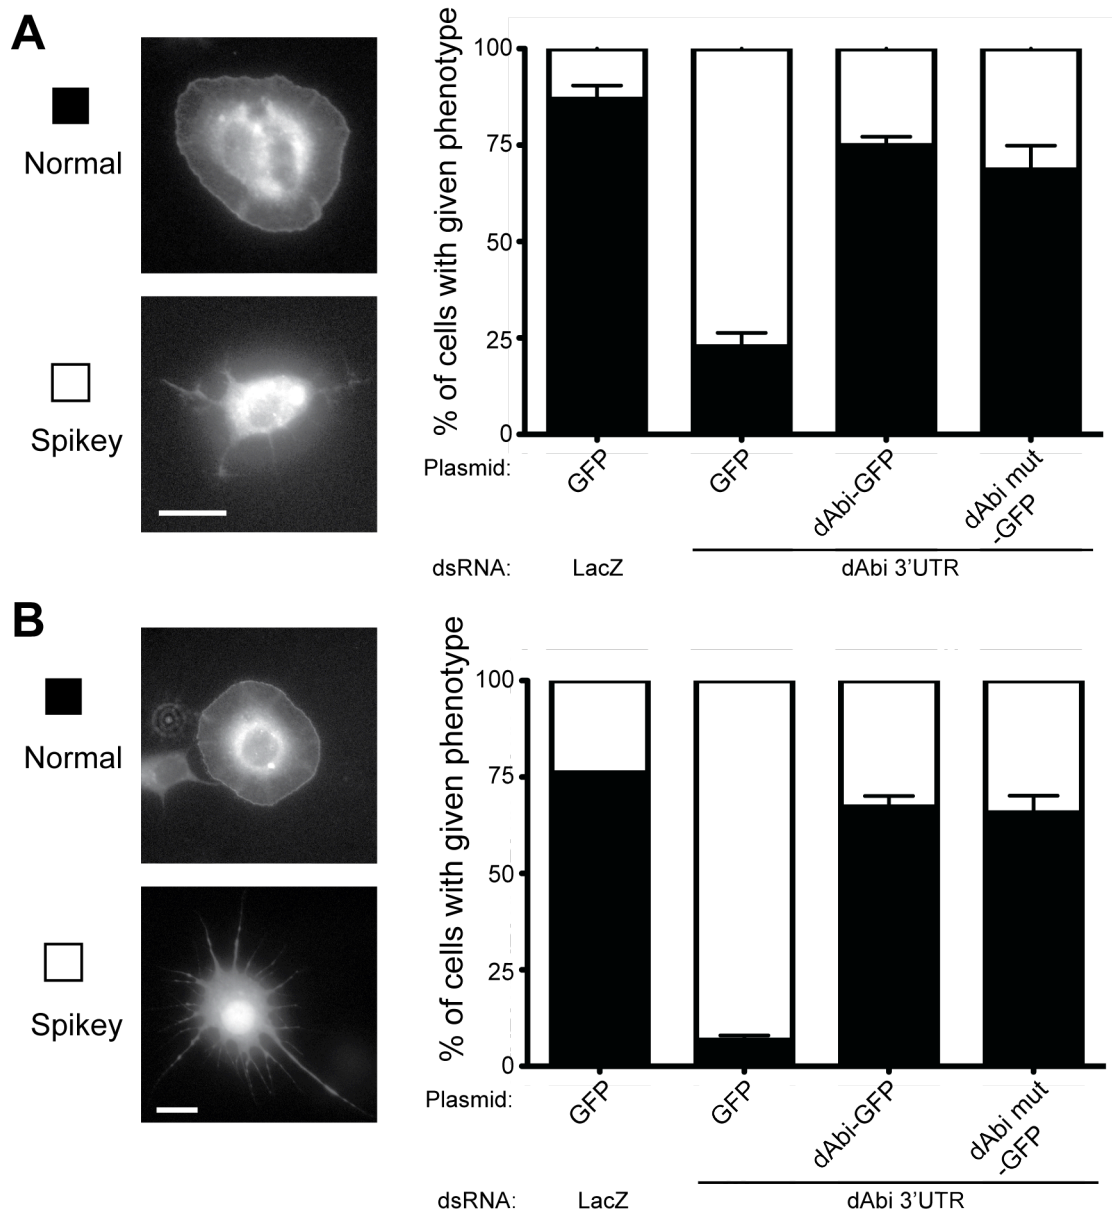 A
Normal
Spikey
% of cells with given phenotype
100
75
50
25
0
Plasmid:
GFP
GFP
dAbi-GFP
dAbi mut
-GFP
dsRNA:
LacZ
dAbi 3’UTR
B
Normal
Spikey
% of cells with given phenotype
100
75
50
25
0
Plasmid:
GFP
GFP
dAbi-GFP
dAbi mut
-GFP
dsRNA:
LacZ
dAbi 3’UTR